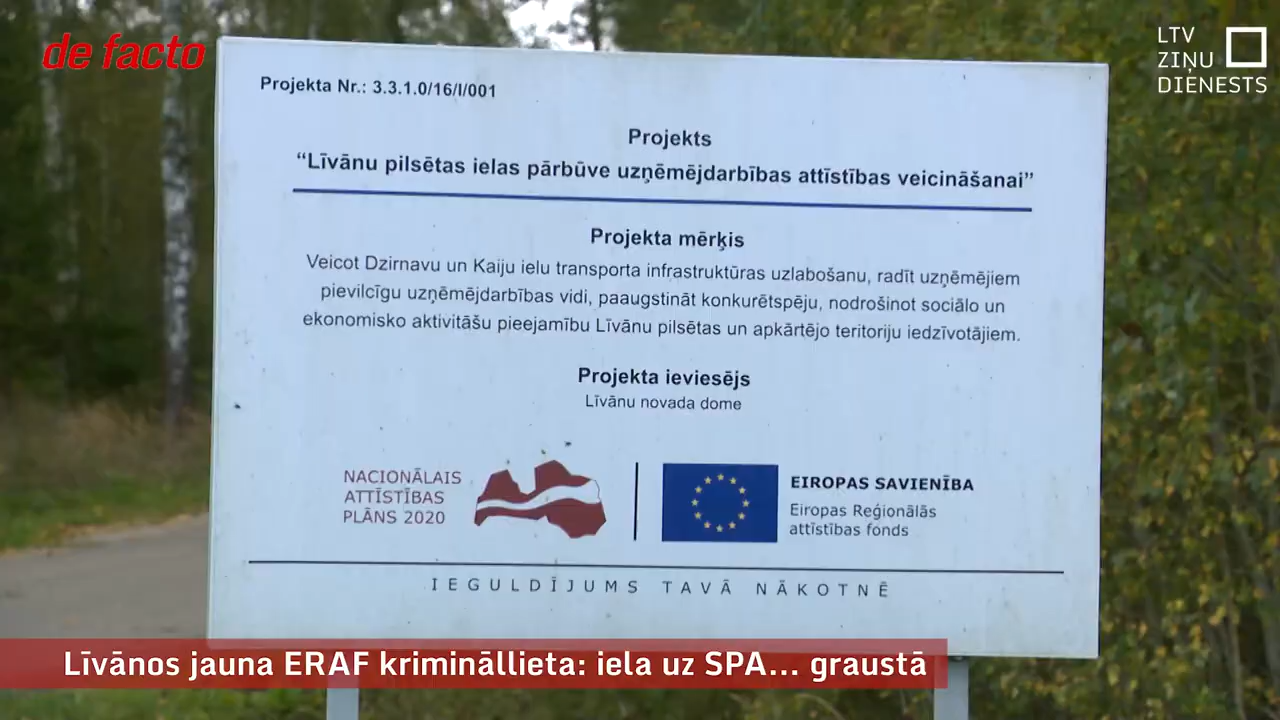 de facto
LTV
ZIŅU
DIENESTS
Projekta Nr.: 3.3.1.0/16/I/001
Projekts
“Līvānu pilsētas ielas pārbūve uzņēmējdarbības attīstības veicināšanai”
Projekta mērķis
Veicot Dzirnavu un Kaiju ielu transporta infrastruktūras uzlabošanu, radīt uzņēmējiem
pievilcīgu uzņēmējdarbības vidi, paaugstināt konkurētspēju, nodrošinot sociālo un
ekonomisko aktivitāšu pieejamību Līvānu pilsētas un apkārtējo teritoriju iedzīvotājiem.
Projekta ieviesējs
Līvānu novada dome
NACIONĀLAIS
ATTĪSTĪBAS
PLĀNS 2020
EIROPAS SAVIENĪBA
Eiropas Reģionālās
attīstības fonds
IEGULDĪJUMS TAVĀ NĀKOTNĒ
Līvānos jauna ERAF krimināllieta: iela uz SPA... graustā